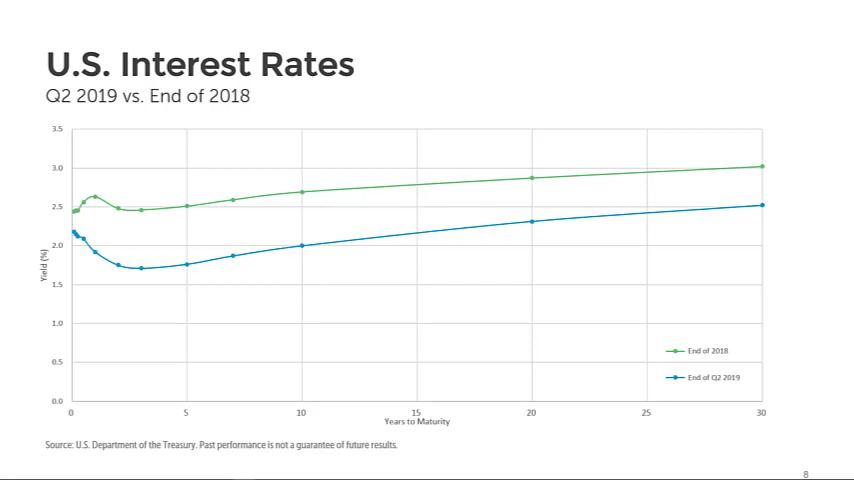 U.S. Interest Rates
Q2 2019 vs. End of 2018
3.5
3.0
2.5
2.0
1.5
1.0
0.5
0.0
Yield (%)
0 5 10 15 20 25 30
Years to Maturity
End of 2018
End of Q2 2019
Source: U.S. Department of the Treasury. Past performance is not a guarantee of future results.
8